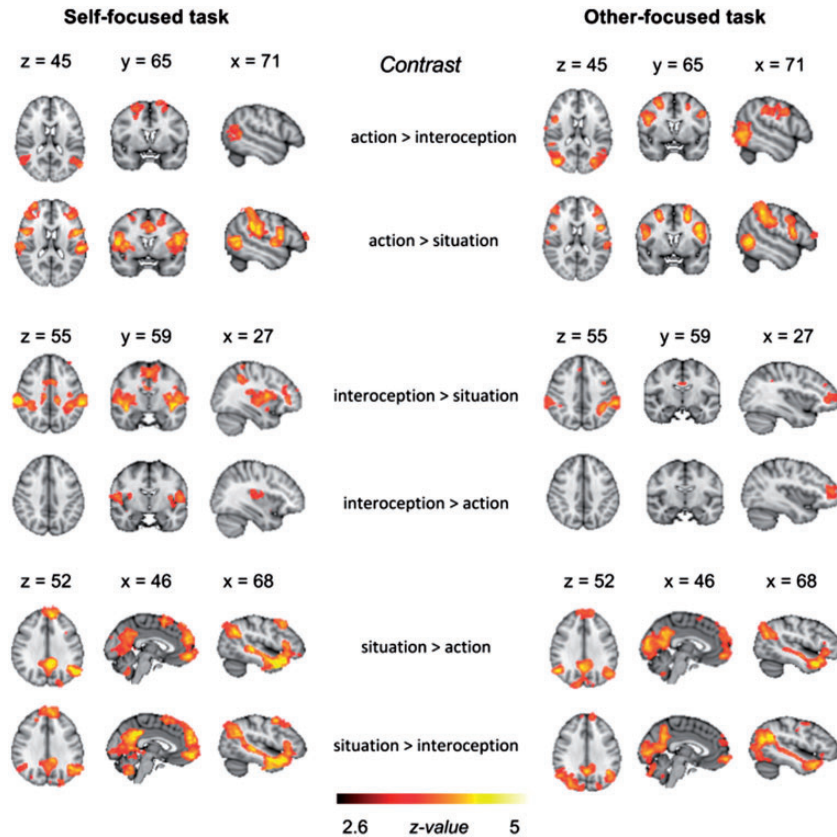 Self-focused task Other-focused task
z = 45 y = 65 x = 71 Contrast z = 45 y = 65 x = 71
action > interoception
action > situation
z = 55 y = 59 x = 27 z = 55 y = 59 x = 27
interoception > situation
interoception > action
z = 52 x = 46 x = 68 z = 52 x = 46 x = 68
situation > action
situation > interoception
2.6 z-value 5